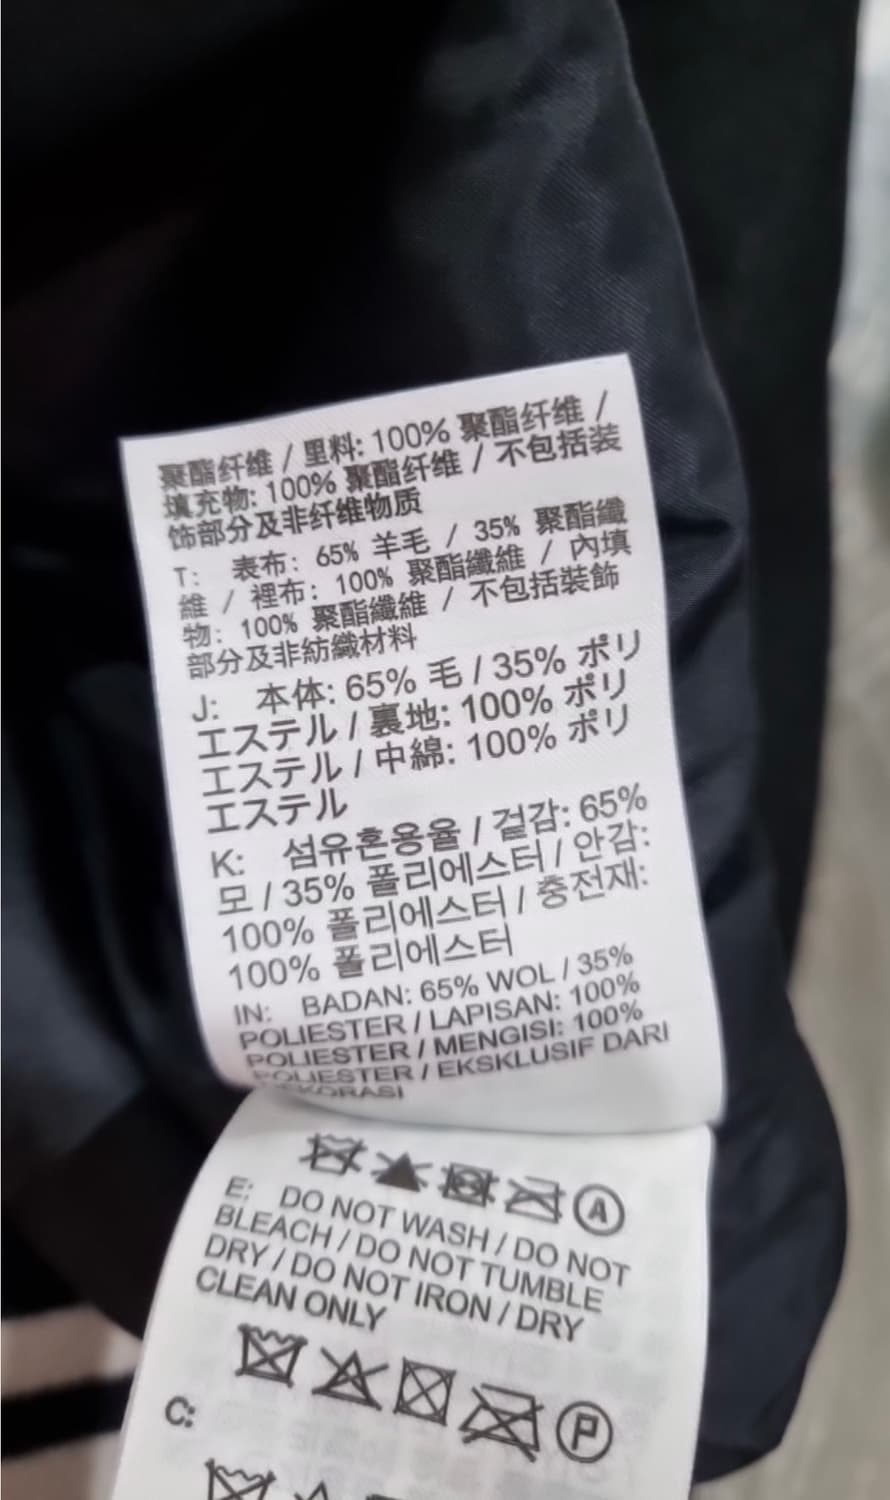 聚酯纤维 / 里料: 100% 聚酯纤维 /
填充物: 100% 聚酯纤维 / 不包括装
饰部分及非纤维物质
T: 表布: 65% 羊毛 / 35% 聚酯纖
維 / 裡布: 100% 聚酯纖維 / 內填
物: 100% 聚酯纖維 / 不包括裝飾
部分及非紡織材料
J: 本体: 65% 毛 / 35% ポリ
エステル / 裏地: 100% ポリ
エステル / 中綿: 100% ポリ
エステル
K: 섬유혼용율 / 겉감: 65%
모 / 35% 폴리에스터 / 안감:
100% 폴리에스터 / 충전재:
100% 폴리에스터
IN: BADAN: 65% WOL / 35%
POLIESTER / LAPISAN: 100%
POLIESTER / MENGISI: 100%
POLIESTER / EKSKLUSIF DARI
KORASI
A
E: DO NOT WASH / DO NOT
BLEACH / DO NOT TUMBLE
DRY / DO NOT IRON / DRY
CLEAN ONLY
P
C: